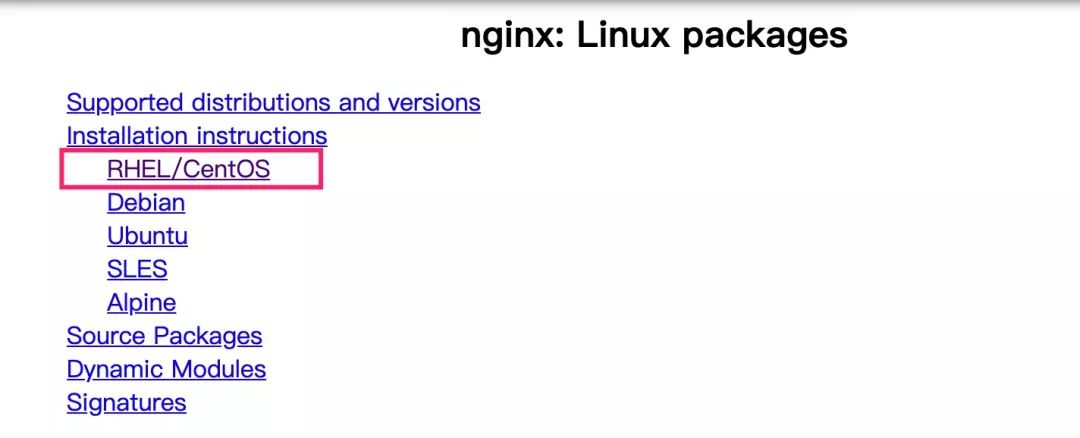 nginx: Linux packages
Supported distributions and versions
Installation instructions
RHEL/CentOS
Debian
Ubuntu
SLES
Alpine
Source Packages
Dynamic Modules
Signatures